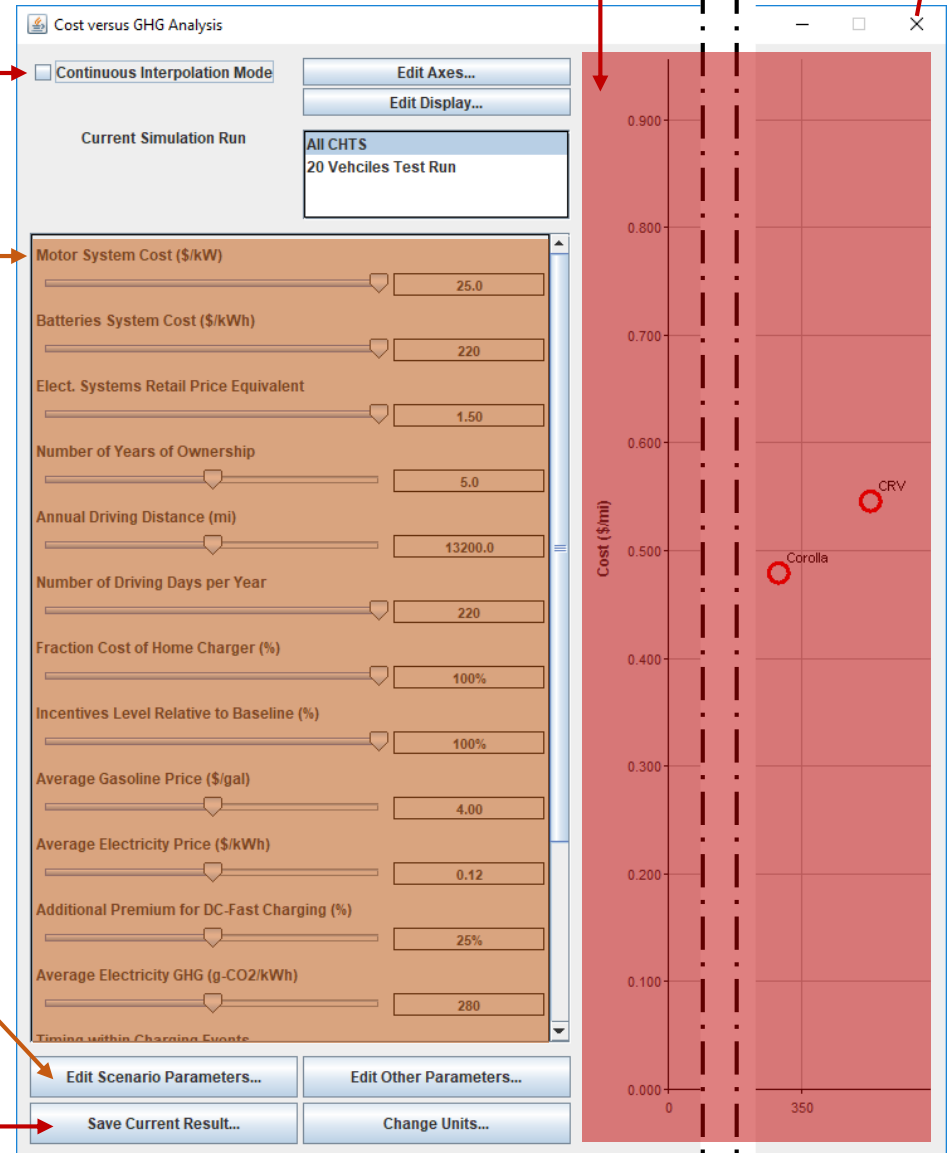 Cost versus GHG Analysis
Continuous Interpolation Mode
Edit Axes...
Edit Display...
Current Simulation Run
All CHTS
20 Vehciles Test Run
Motor System Cost ($/kW)
25.0
Batteries System Cost ($/kWh)
220
Elect. Systems Retail Price Equivalent
1.50
Number of Years of Ownership
5.0
Annual Driving Distance (mi)
13200.0
Number of Driving Days per Year
220
Fraction Cost of Home Charger (%)
100%
Incentives Level Relative to Baseline (%)
100%
Average Gasoline Price ($/gal)
4.00
Average Electricity Price ($/kWh)
0.12
Additional Premium for DC-Fast Charging (%)
25%
Average Electricity GHG (g-CO2/kWh)
280
Timing within Charging Events
Edit Scenario Parameters...
Edit Other Parameters...
Save Current Result...
Change Units...
Cost ($/mi)
0.900
0.800
0.700
0.600
0.500
0.400
0.300
0.200
0.100
0.000
0
350
CRV
Corolla